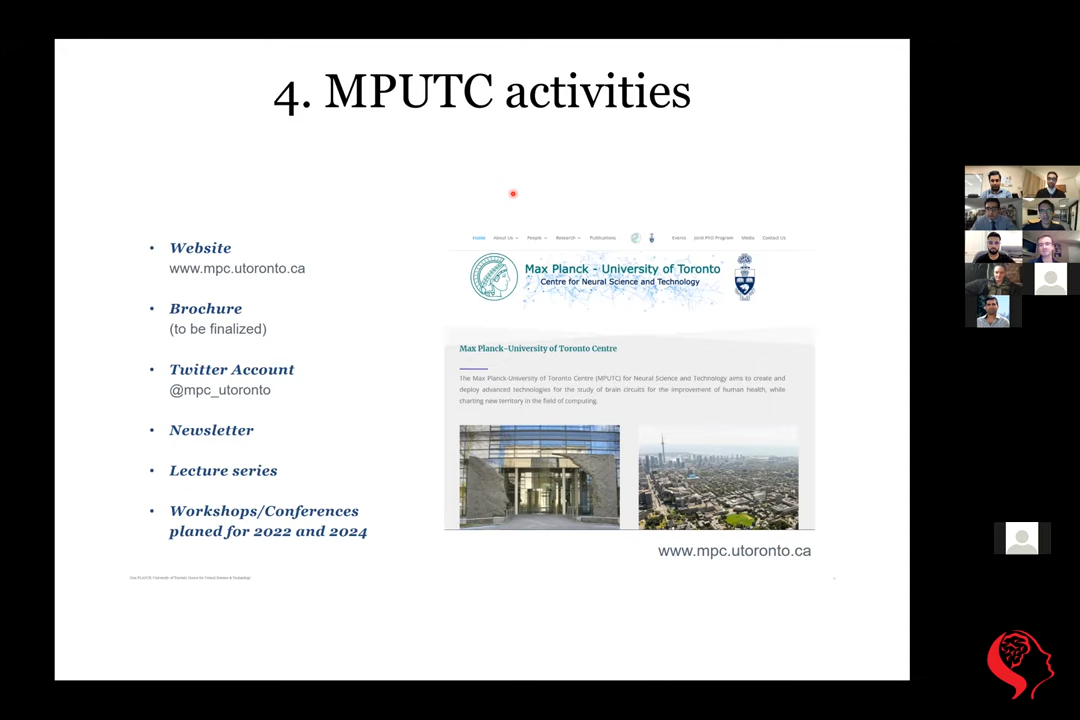 4. MPUTC activities
• Website
www.mpc.utoronto.ca
• Brochure
(to be finalized)
• Twitter Account
@mpc_utoronto
• Newsletter
• Lecture series
• Workshops/Conferences
planed for 2022 and 2024
Home About Us People Research Publications Events Joint PhD Program Media Contact Us
Max Planck - University of Toronto
Centre for Neural Science and Technology
Max Planck-University of Toronto Centre
The Max Planck-University of Toronto Centre (MPUTC) for Neural Science and Technology aims to create and
deploy advanced technologies for the study of brain circuits for the improvement of human health, while
charting new territory in the field of computing.
www.mpc.utoronto.ca